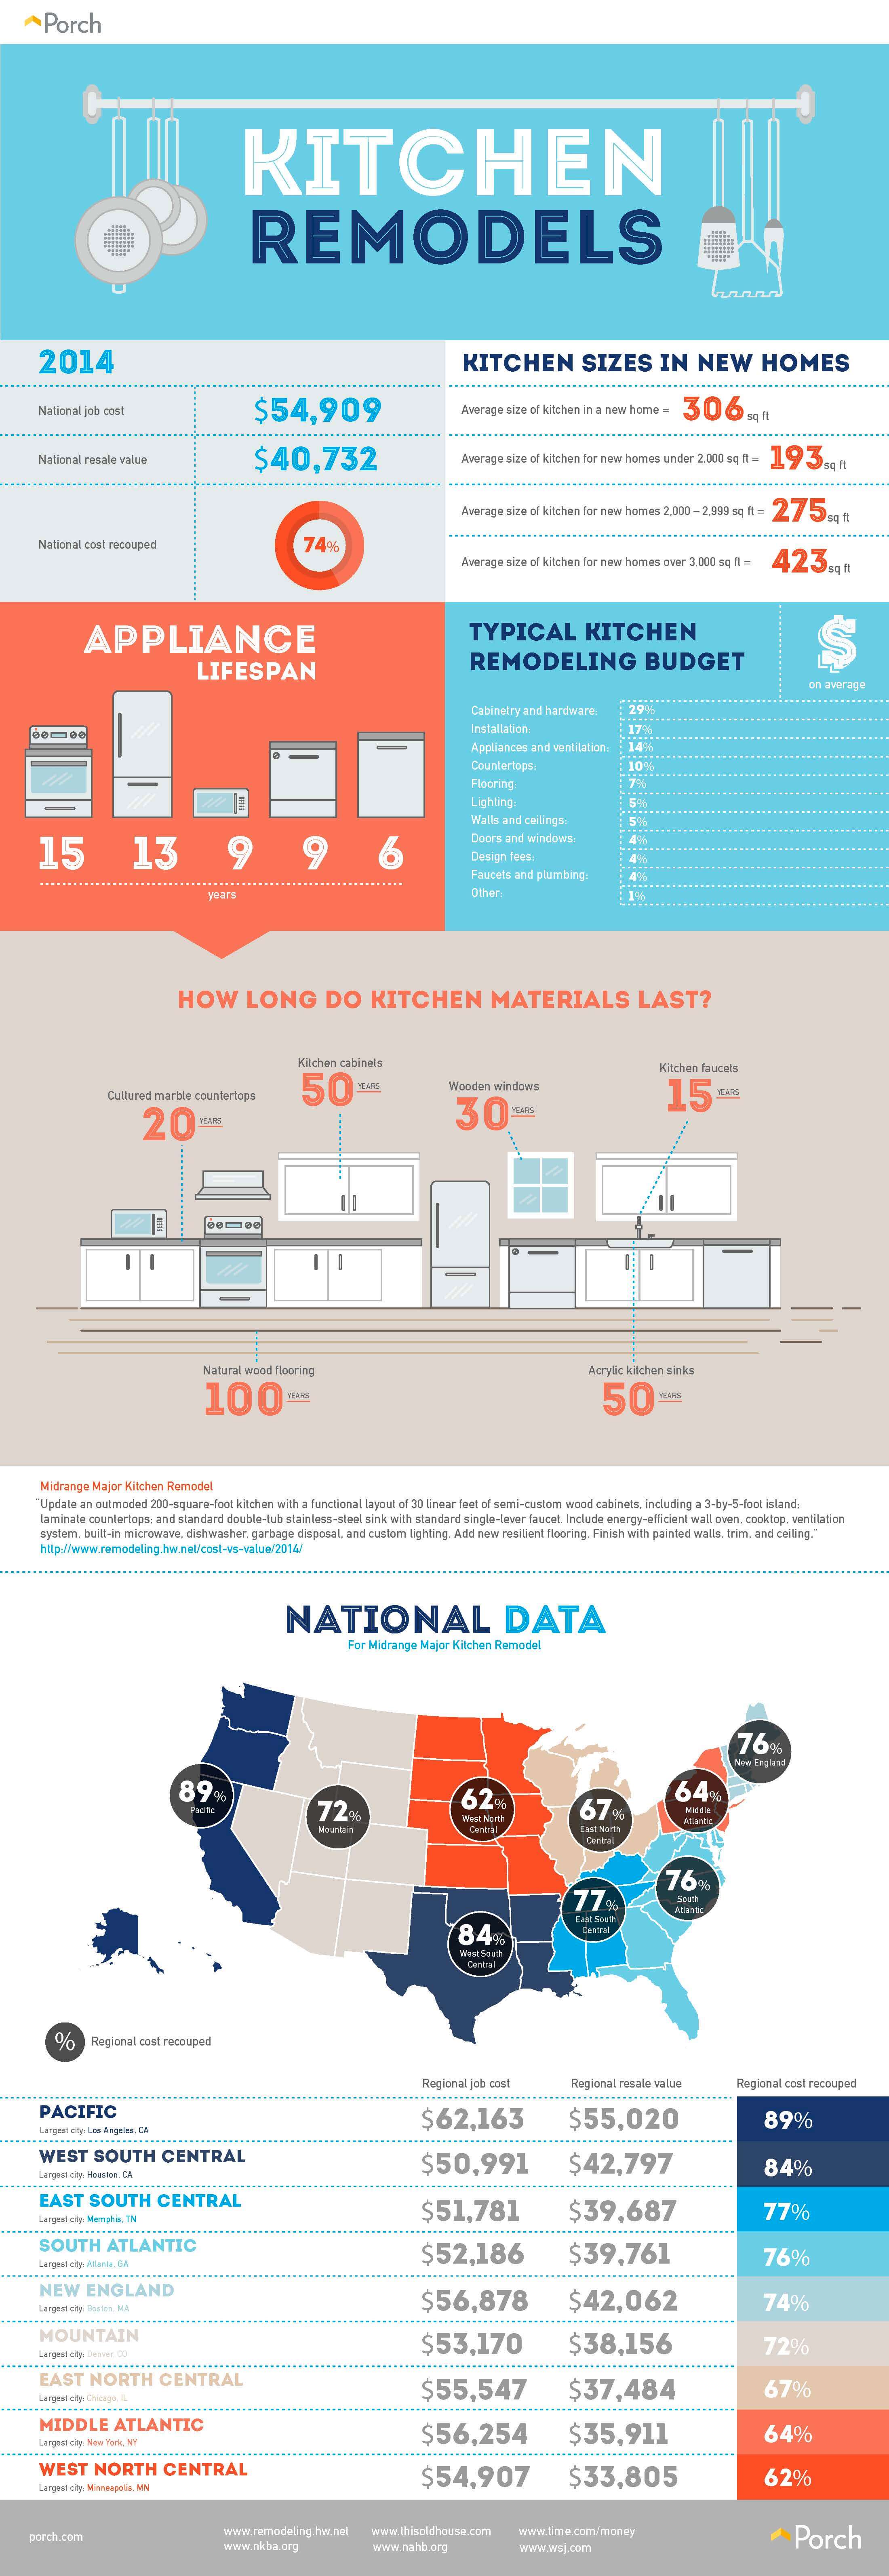 Porch
KITCHEN
REMODELS
2014
National job cost
$54,909
National resale value
$40,732
National cost recouped
74%
KITCHEN SIZES IN NEW HOMES
Average size of kitchen in a new home = 306 sq ft
Average size of kitchen for new homes under 2,000 sq ft = 193 sq ft
Average size of kitchen for new homes 2,000 – 2,999 sq ft = 275 sq ft
Average size of kitchen for new homes over 3,000 sq ft = 423 sq ft
APPLIANCE
LIFESPAN
15 13 9 9 6
years
TYPICAL KITCHEN
REMODELING BUDGET
$
on average
Cabinetry and hardware: 29%
Installation: 17%
Appliances and ventilation: 14%
Countertops: 10%
Flooring: 7%
Lighting: 5%
Walls and ceilings: 5%
Doors and windows: 4%
Design fees: 4%
Faucets and plumbing: 4%
Other: 1%
HOW LONG DO KITCHEN MATERIALS LAST?
Cultured marble countertops
20 YEARS
Kitchen cabinets
50 YEARS
Wooden windows
30 YEARS
Kitchen faucets
15 YEARS
Natural wood flooring
100 YEARS
Acrylic kitchen sinks
50 YEARS
Midrange Major Kitchen Remodel
"Update an outmoded 200-square-foot kitchen with a functional layout of 30 linear feet of semi-custom wood cabinets, including a 3-by-5-foot island;
laminate countertops; and standard double-tub stainless-steel sink with standard single-lever faucet. Include energy-efficient wall oven, cooktop, ventilation
system, built-in microwave, dishwasher, garbage disposal, and custom lighting. Add new resilient flooring. Finish with painted walls, trim, and ceiling."
http://www.remodeling.hw.net/cost-vs-value/2014/
NATIONAL DATA
For Midrange Major Kitchen Remodel
76%
New England
89%
Pacific
72%
Mountain
62%
West North
Central
67%
East North
Central
64%
Middle
Atlantic
76%
South
Atlantic
77%
East South
Central
84%
West South
Central
% Regional cost recouped
Regional job cost Regional resale value Regional cost recouped
PACIFIC
Largest city: Los Angeles, CA
$62,163 $55,020 89%
WEST SOUTH CENTRAL
Largest city: Houston, CA
$50,991 $42,797 84%
EAST SOUTH CENTRAL
Largest city: Memphis, TN
$51,781 $39,687 77%
SOUTH ATLANTIC
Largest city: Atlanta, GA
$52,186 $39,761 76%
NEW ENGLAND
Largest city: Boston, MA
$56,878 $42,062 74%
MOUNTAIN
Largest city: Denver, CO
$53,170 $38,156 72%
EAST NORTH CENTRAL
Largest city: Chicago, IL
$55,547 $37,484 67%
MIDDLE ATLANTIC
Largest city: New York, NY
$56,254 $35,911 64%
WEST NORTH CENTRAL
Largest city: Minneapolis, MN
$54,907 $33,805 62%
porch.com
www.remodeling.hw.net www.thisoldhouse.com www.time.com/money
www.nkba.org www.nahb.org www.wsj.com
Porch